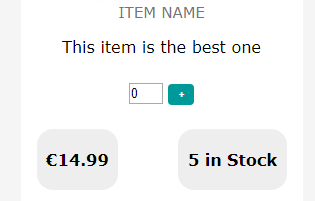 ITEM NAME
This item is the best one
0 +
€14.99 5 in Stock